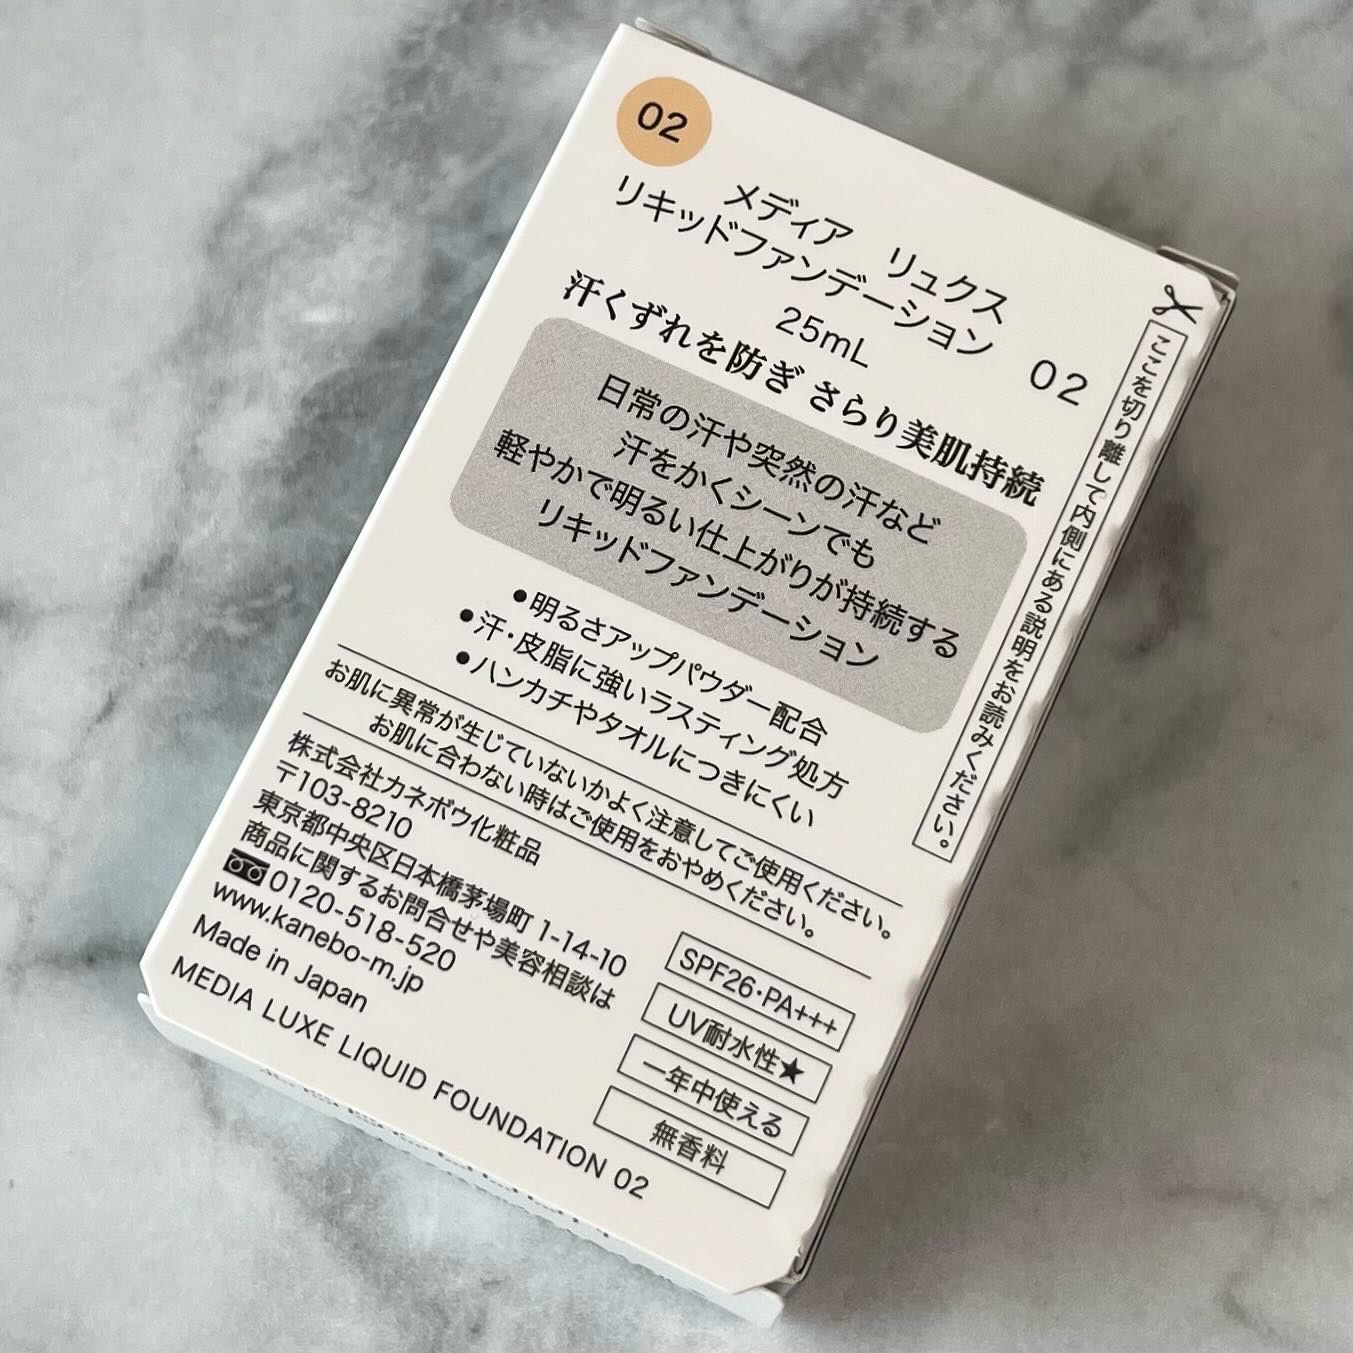 02
メディア リュクス
リキッドファンデーション 02
25mL
汗くずれを防ぎ さらり美肌持続
日常の汗や突然の汗など
汗をかくシーンでも
軽やかで明るい仕上がりが持続する
リキッドファンデーション
●明るさアップパウダー配合
●汗・皮脂に強いラスティング処方
●ハンカチやタオルにつきにくい
お肌に異常が生じていないかよく注意してご使用ください。
お肌に合わない時はご使用をおやめください。
株式会社カネボウ化粧品
〒103-8210
東京都中央区日本橋茅場町 1-14-10
商品に関するお問合せや美容相談は
0120-518-520
www.kanebo-m.jp
Made in Japan
MEDIA LUXE LIQUID FOUNDATION 02
SPF26・PA+++
UV耐水性★
一年中使える
無香料
ここを切り離して内側にある説明をお読みください。